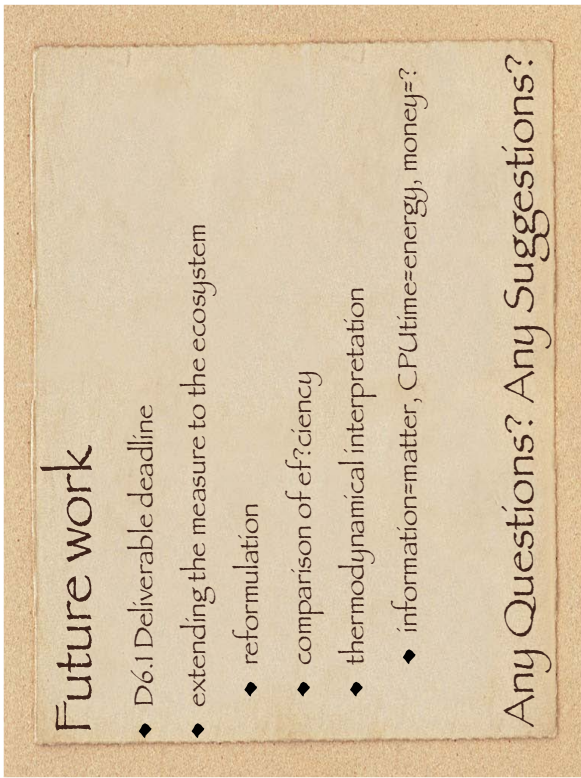 Future work
◆ D6.1 Deliverable deadline
◆ extending the measure to the ecosystem
◆ reformulation
◆ comparison of ef?ciency
◆ thermodynamical interpretation
◆ information=matter, CPUtime=energy, money=?
Any Questions? Any Suggestions?